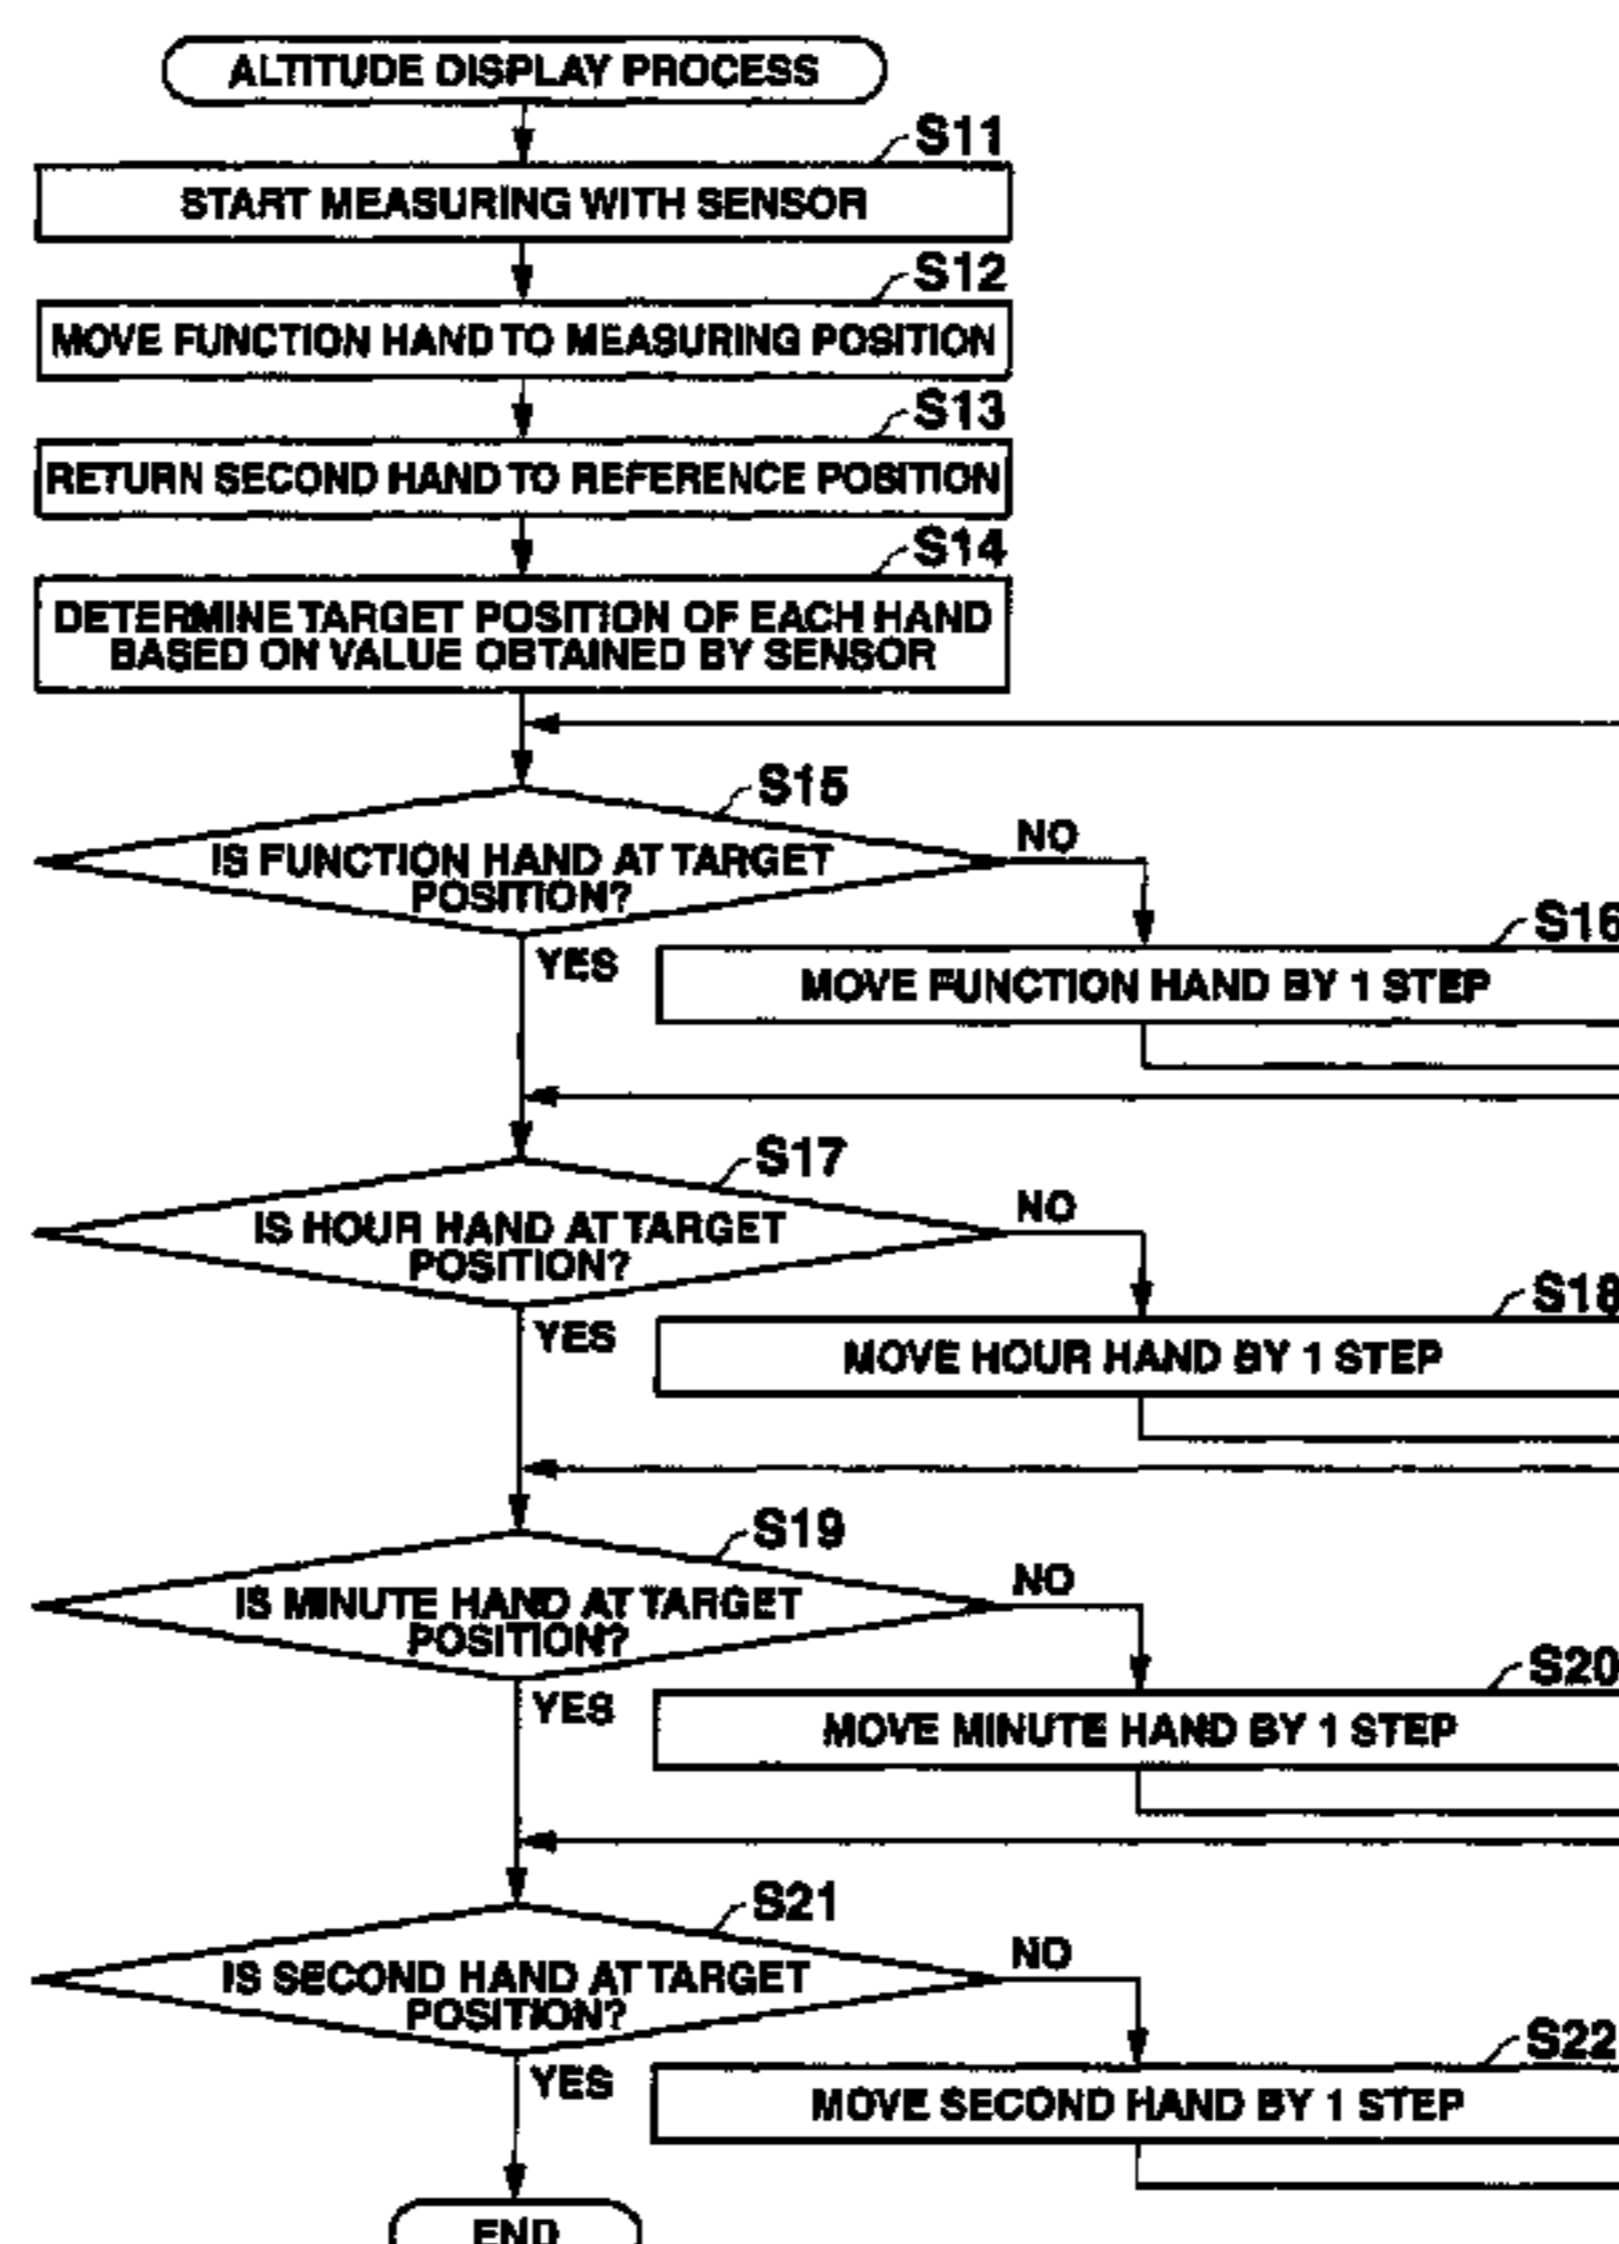 ALTITUDE DISPLAY PROCESS
S11
START MEASURING WITH SENSOR
S12
MOVE FUNCTION HAND TO MEASURING POSITION
S13
RETURN SECOND HAND TO REFERENCE POSITION
S14
DETERMINE TARGET POSITION OF EACH HAND
BASED ON VALUE OBTAINED BY SENSOR
S15
IS FUNCTION HAND AT TARGET
POSITION?
NO
YES
S16
MOVE FUNCTION HAND BY 1 STEP
S17
IS HOUR HAND AT TARGET
POSITION?
NO
YES
S18
MOVE HOUR HAND BY 1 STEP
S19
IS MINUTE HAND AT TARGET
POSITION?
NO
YES
S20
MOVE MINUTE HAND BY 1 STEP
S21
IS SECOND HAND AT TARGET
POSITION?
NO
YES
S22
MOVE SECOND HAND BY 1 STEP
END